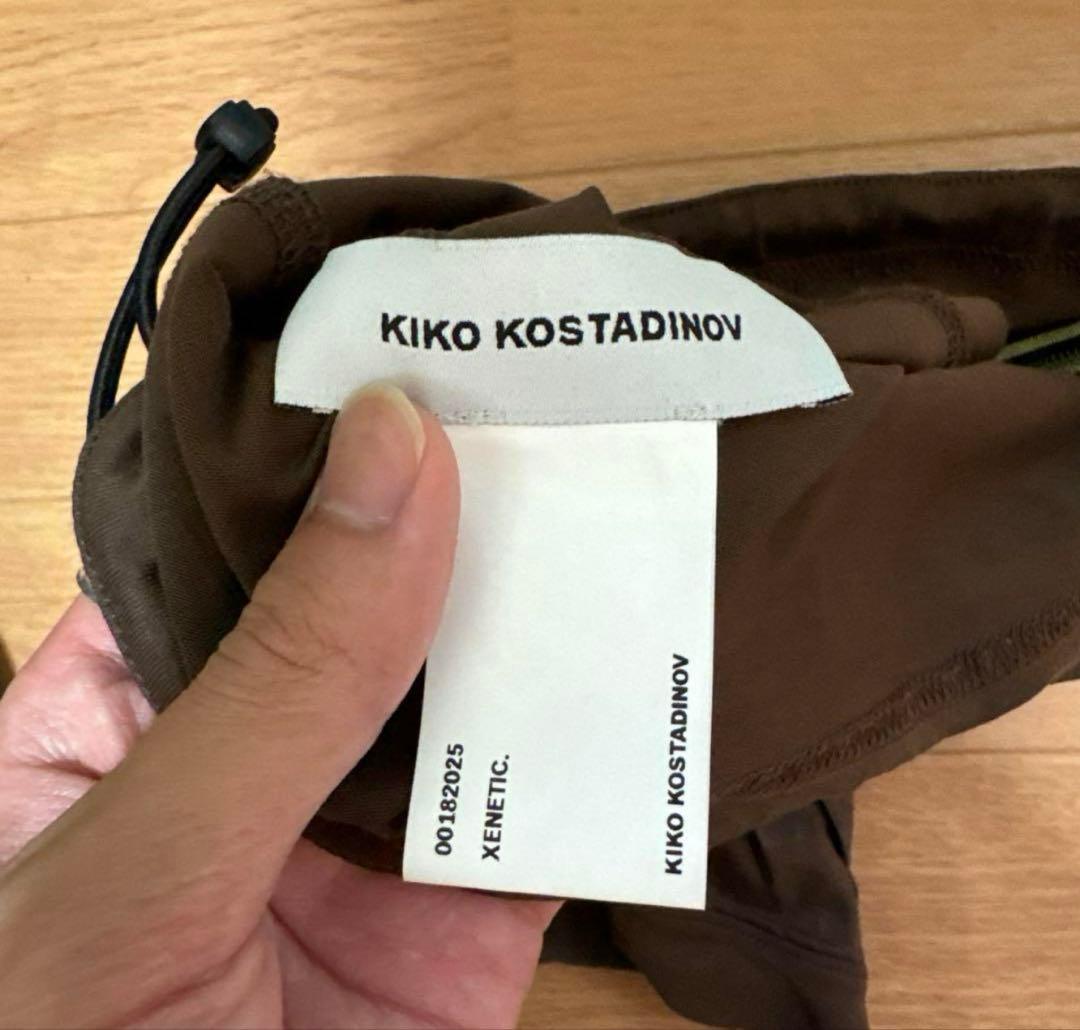 KIKO KOSTADINOV
00182025
XENETIC.
KIKO KOSTADINOV